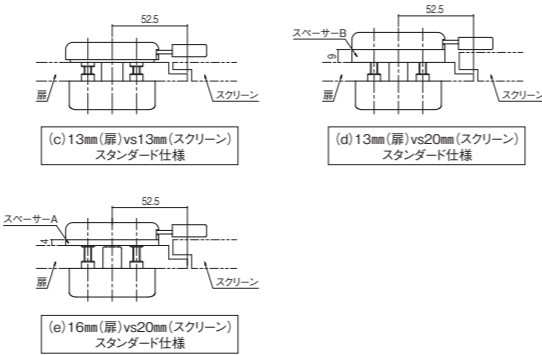 52.5
扉
スクリーン
(c)13㎜(扉)vs13㎜(スクリーン)
スタンダード仕様
52.5
スペーサーB
9
扉
スクリーン
(d)13㎜(扉)vs20㎜(スクリーン)
スタンダード仕様
52.5
スペーサーA
4
扉
スクリーン
(e)16㎜(扉)vs20㎜(スクリーン)
スタンダード仕様